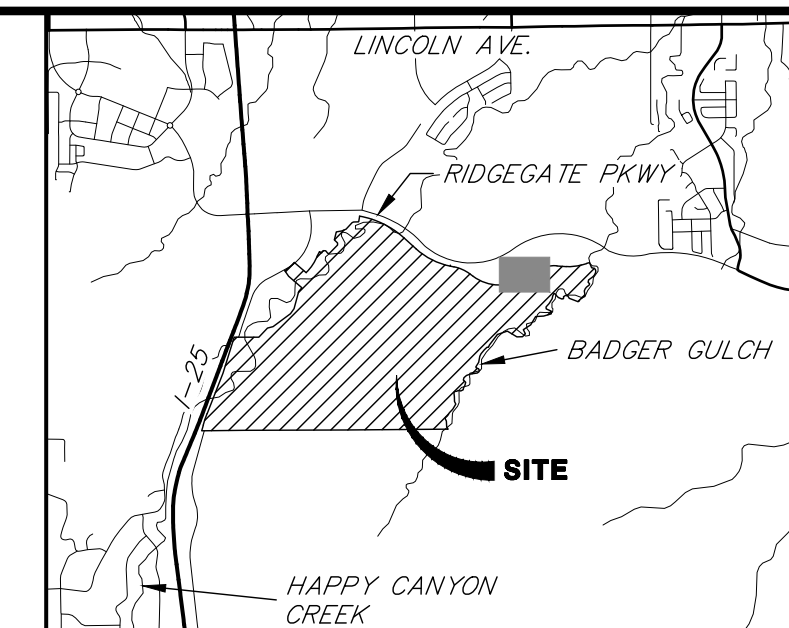 LINCOLN AVE.
RIDGEGATE PKWY
BADGER GULCH
I-25
SITE
HAPPY CANYON
CREEK